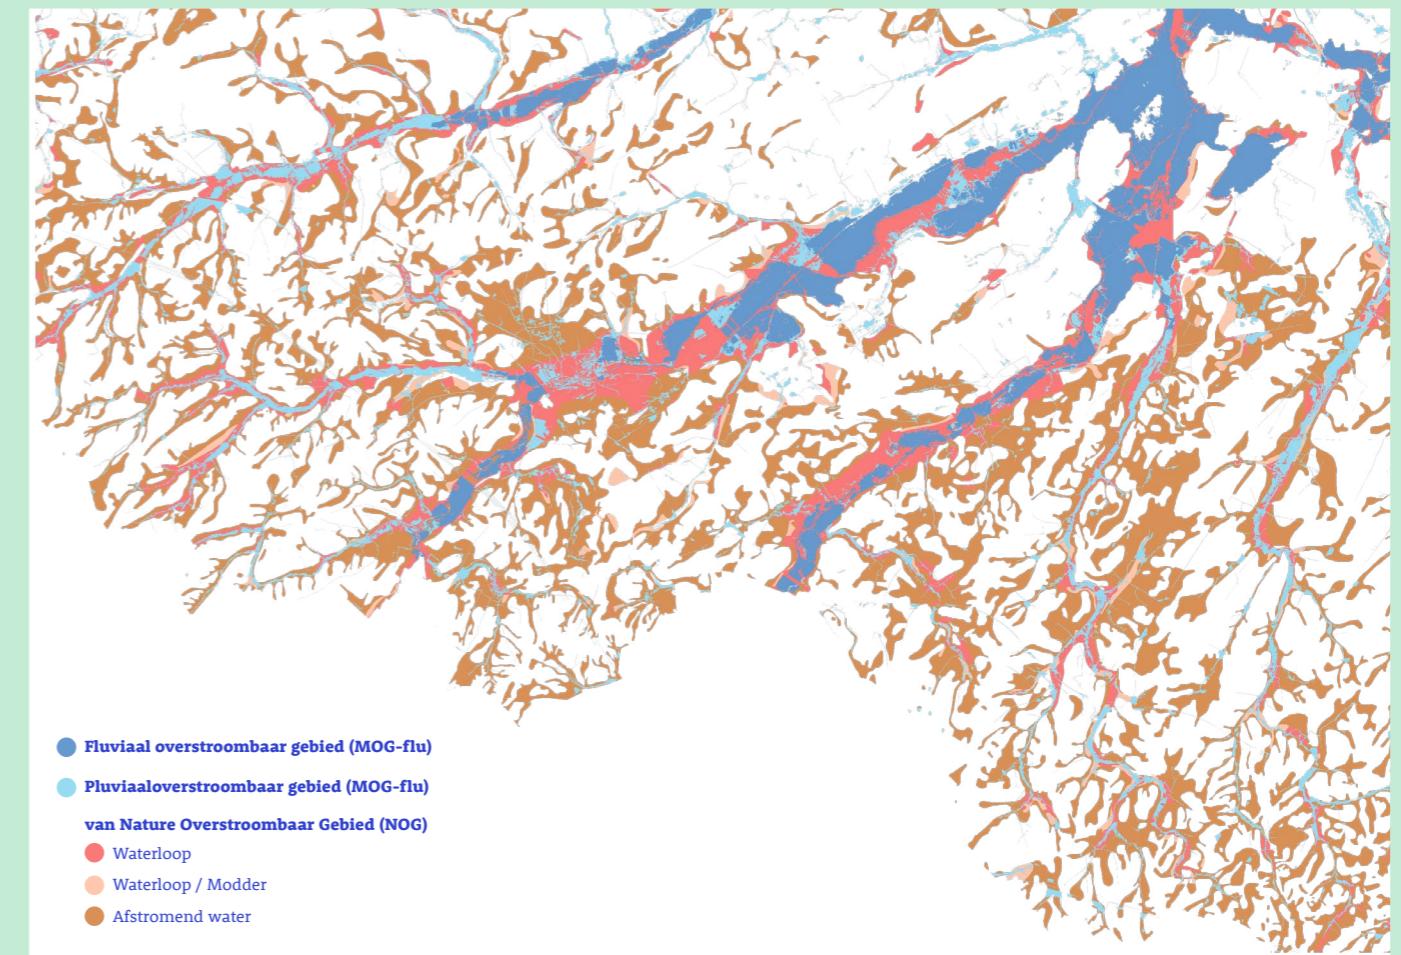 Fluviaal overstroombaar gebied (MOG-flu)
Pluviaaloverstroombaar gebied (MOG-flu)
van Nature Overstroombaar Gebied (NOG)
Waterloop
Waterloop / Modder
Afstromend water